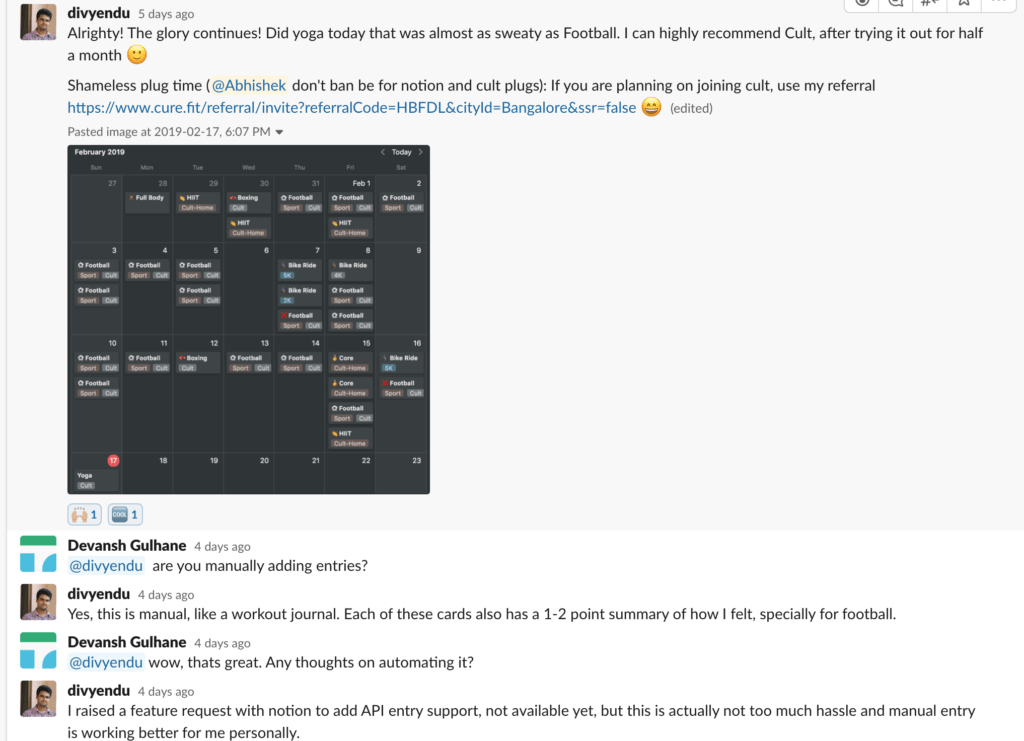 divyendu 5 days ago
Alrighty! The glory continues! Did yoga today that was almost as sweaty as Football. I can highly recommend Cult, after trying it out for half
a month 🙂
Shameless plug time (@Abhishek don't ban be for notion and cult plugs): If you are planning on joining cult, use my referral
https://www.cure.fit/referral/invite?referralCode=HBFDL&cityId=Bangalore&ssr=false 😄 (edited)
Pasted image at 2019-02-17, 6:07 PM
February 2019 < Today >
Sun Mon Tue Wed Thu Fri Sat
27 28 29 30 31 Feb 1 2
Full Body HIIT Boxing Football Football Football
Cult-Home Cult Sport Cult Sport Cult Sport Cult
HIIT HIIT
Cult-Home Cult-Home
3 4 5 6 7 8 9
Football Football Football Bike Ride Bike Ride
Sport Cult Sport Cult Sport Cult 5K 4K
Football Football Bike Ride Football
Sport Cult Sport Cult 2K Sport Cult
Football Football
Sport Cult Sport Cult
10 11 12 13 14 15 16
Football Football Boxing Football Football Core Bike Ride
Sport Cult Sport Cult Cult Sport Cult Sport Cult Cult-Home 5K
Football Core Football
Sport Cult Cult-Home Sport Cult
Football
Sport Cult
HIIT
Cult-Home
17 18 19 20 21 22 23
Yoga
Cult
1 COOL 1
Devansh Gulhane 4 days ago
@divyendu are you manually adding entries?
divyendu 4 days ago
Yes, this is manual, like a workout journal. Each of these cards also has a 1-2 point summary of how I felt, specially for football.
Devansh Gulhane 4 days ago
@divyendu wow, thats great. Any thoughts on automating it?
divyendu 4 days ago
I raised a feature request with notion to add API entry support, not available yet, but this is actually not too much hassle and manual entry
is working better for me personally.